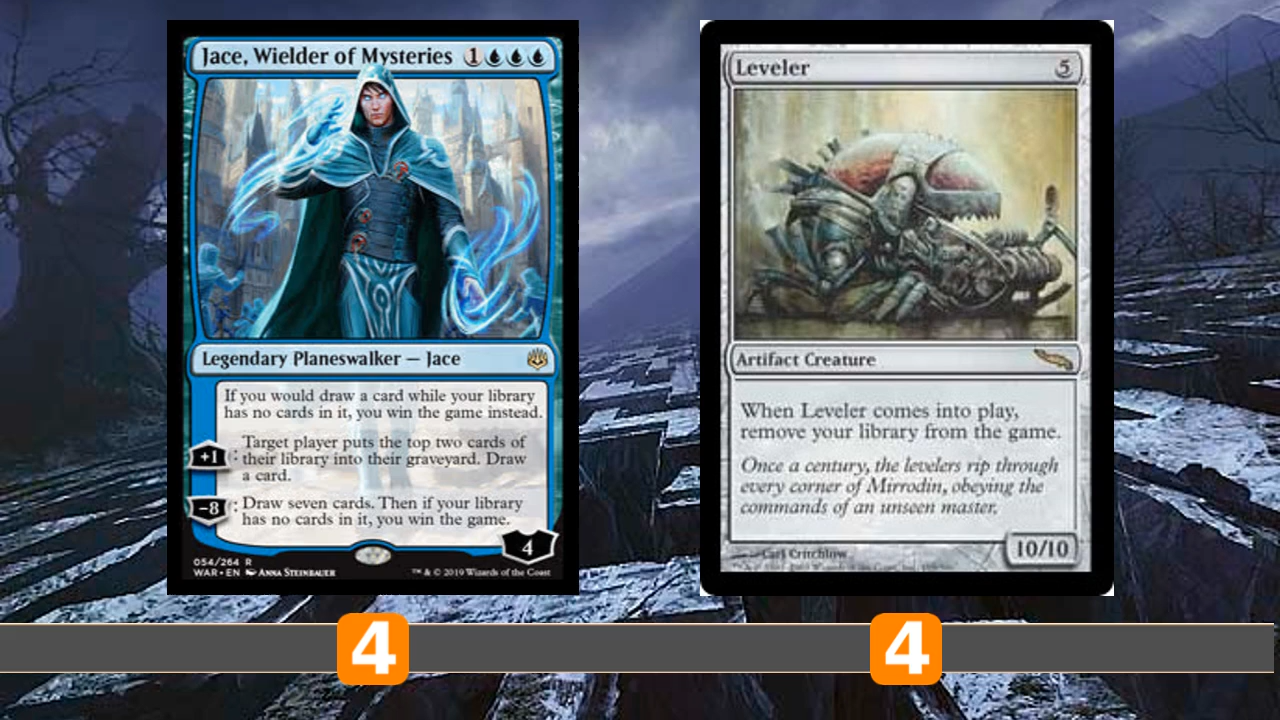 Jace, Wielder of Mysteries 1
Legendary Planeswalker — Jace
If you would draw a card while your library
has no cards in it, you win the game instead.
+1: Target player puts the top two cards of
their library into their graveyard. Draw
a card.
-8: Draw seven cards. Then if your library
has no cards in it, you win the game.
4
054/264 R
WAR • EN Anna Steinbauer
™ & © 2019 Wizards of the Coast
4
Leveler 5
Artifact Creature
When Leveler comes into play,
remove your library from the game.
Once a century, the levelers rip through
every corner of Mirrodin, obeying the
commands of an unseen master.
10/10
Carl Critchlow
4